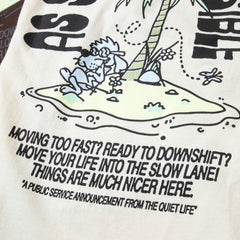 AS S
MOVING TOO FAST? READY TO DOWNSHIFT?
MOVE YOUR LIFE INTO THE SLOW LANE!
THINGS ARE MUCH NICER HERE.
"A PUBLIC SERVICE ANNOUNCEMENT FROM THE QUIET LIFE"